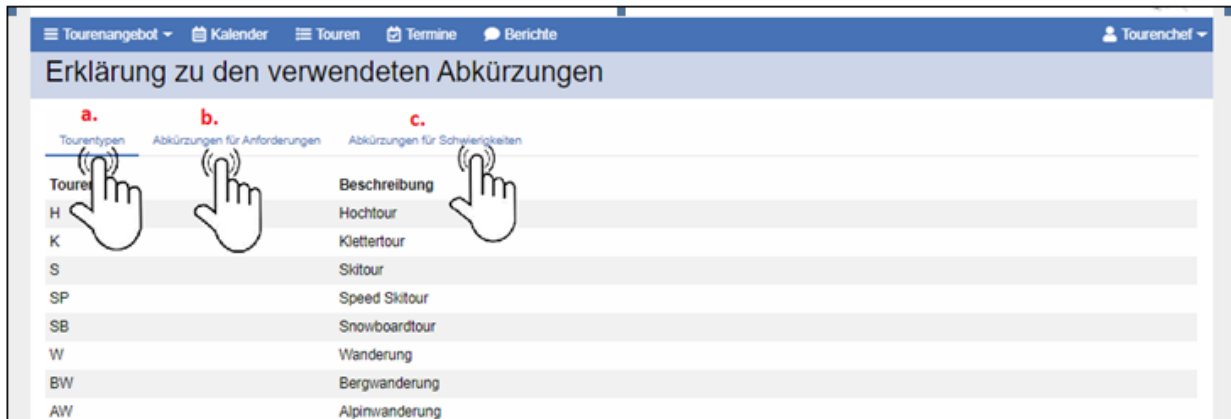 Tourenangebot Kalender Touren Termine Berichte Tourenchef
Erklärung zu den verwendeten Abkürzungen
a. b. c.
Tourentypen Abkürzungen für Anforderungen Abkürzungen für Schwierigkeiten
Beschreibung
H Hochtour
K Klettertour
S Skitour
SP Speed Skitour
SB Snowboardtour
W Wanderung
BW Bergwanderung
AW Alpinwanderung